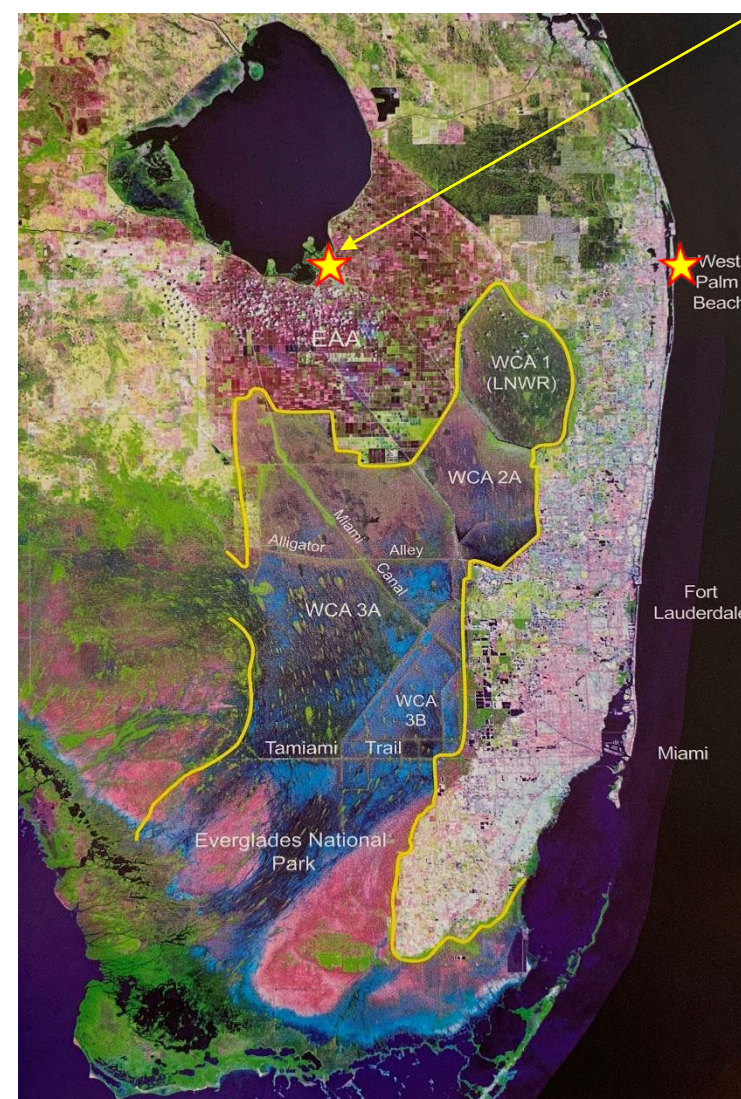 West
Palm
Beach
EAA
WCA 1
(LNWR)
WCA 2A
Miami
Canal
Alligator
Alley
WCA 3A
Fort
Lauderdale
WCA
3B
Tamiami Trail
Miami
Everglades National
Park